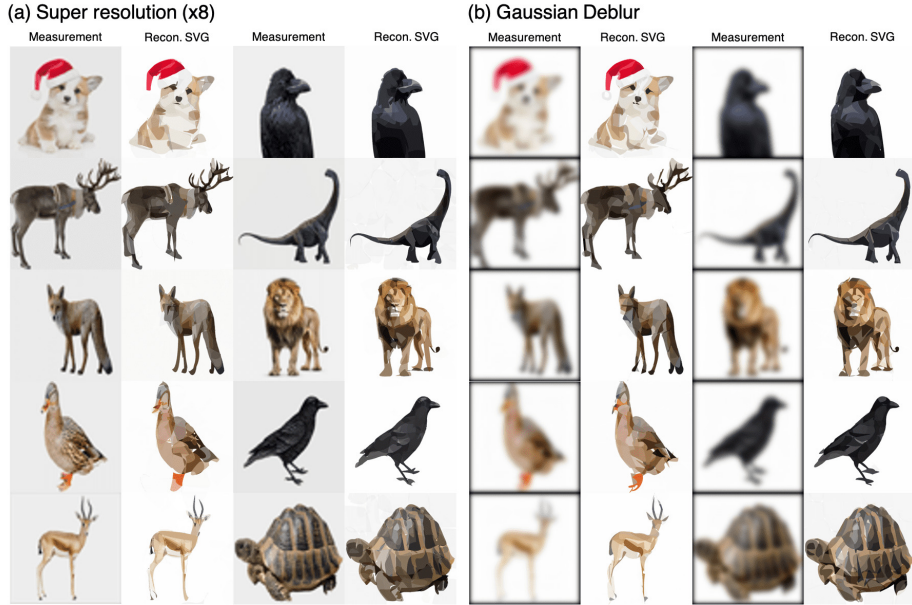 (a) Super resolution (x8)
Measurement Recon. SVG Measurement Recon. SVG
(b) Gaussian Deblur
Measurement Recon. SVG Measurement Recon. SVG